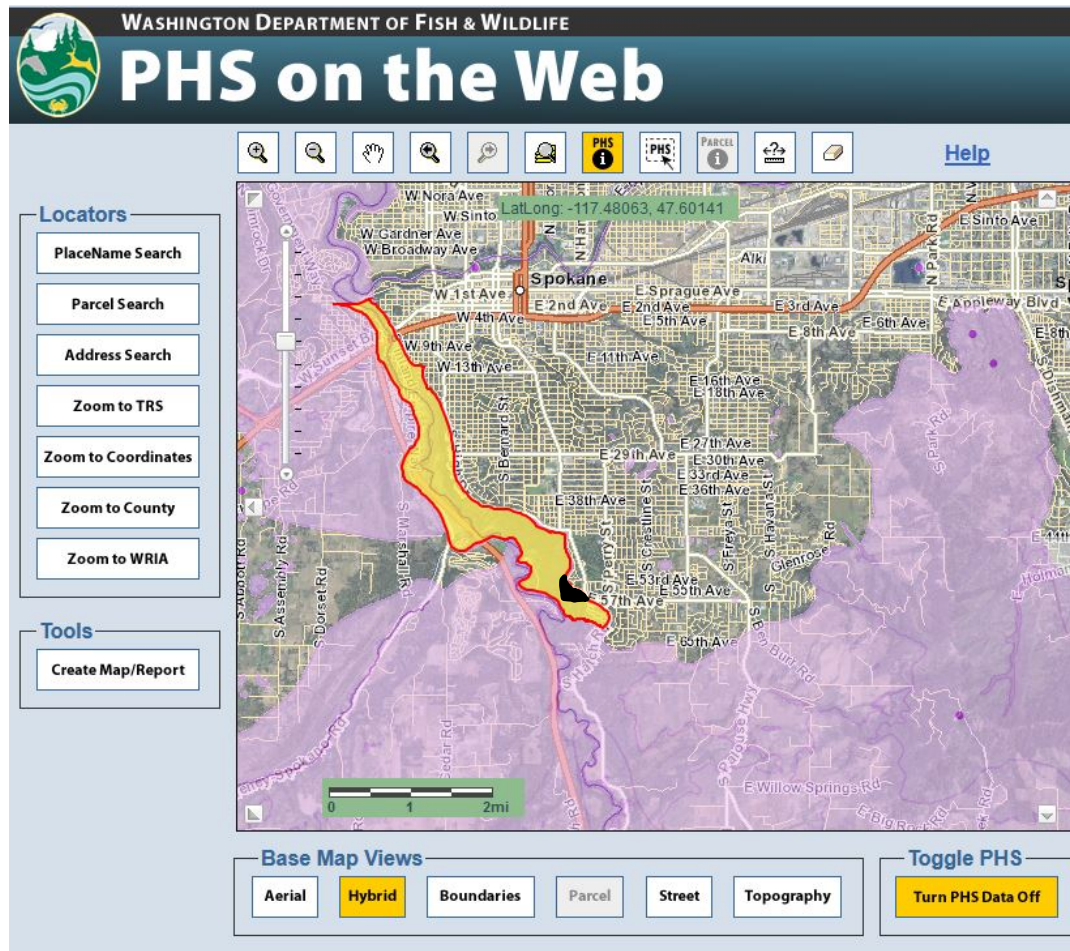 WASHINGTON DEPARTMENT OF FISH & WILDLIFE
PHS on the Web
PHS
PHS
PARCEL
Help
Locators
PlaceName Search
Parcel Search
Address Search
Zoom to TRS
Zoom to Coordinates
Zoom to County
Zoom to WRIA
Tools
Create Map/Report
LatLong: -117.48063, 47.60141
W Nora Ave
W Sinto
W Gardner Ave
W Broadway Ave
E Sinto Ave
N Park Rd
Alki
Spokane
W 1st Ave
E 2nd Ave
E Sprague Ave
E 2nd Ave
E 3rd Ave
E Appleway Blvd
W 4th Ave
E 5th Ave
E 8th Ave
E 6th Ave
W 9th Ave
E 11th Ave
W 13th Ave
E 16th Ave
E 18th Ave
S Bernard St
S Park Rd
E 27th Ave
E 29th Ave
E 30th Ave
E 33rd Ave
E 36th Ave
E 38th Ave
S Perry St
S Crestline St
S Freya St
S Havana St
Glenrose Rd
S Marshall Rd
S Abbott Rd
S Assembly Rd
S Dorset Rd
E 53rd Ave
E 55th Ave
E 57th Ave
E 65th Ave
S Hatch R
S Ben Burr Rd
S Palouse Hwy
Cedar Rd
E Willow Springs Rd
E Big Rock Rd
0 1 2mi
Base Map Views
Aerial
Hybrid
Boundaries
Parcel
Street
Topography
Toggle PHS
Turn PHS Data Off